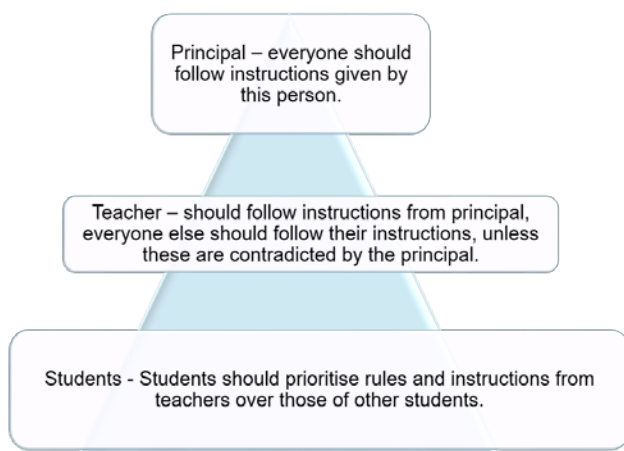 Principal – everyone should
follow instructions given by
this person.
Teacher – should follow instructions from principal,
everyone else should follow their instructions, unless
these are contradicted by the principal.
Students - Students should prioritise rules and instructions from
teachers over those of other students.